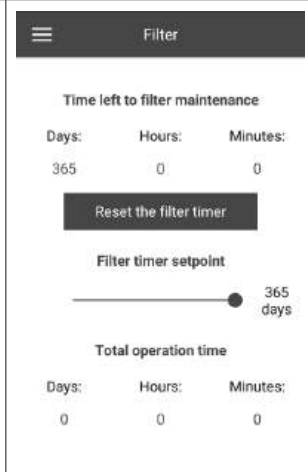 Filter
Time left to filter maintenance
Days: Hours: Minutes:
365 0 0
Reset the filter timer
Filter timer setpoint
365
days
Total operation time
Days: Hours: Minutes:
0 0 0